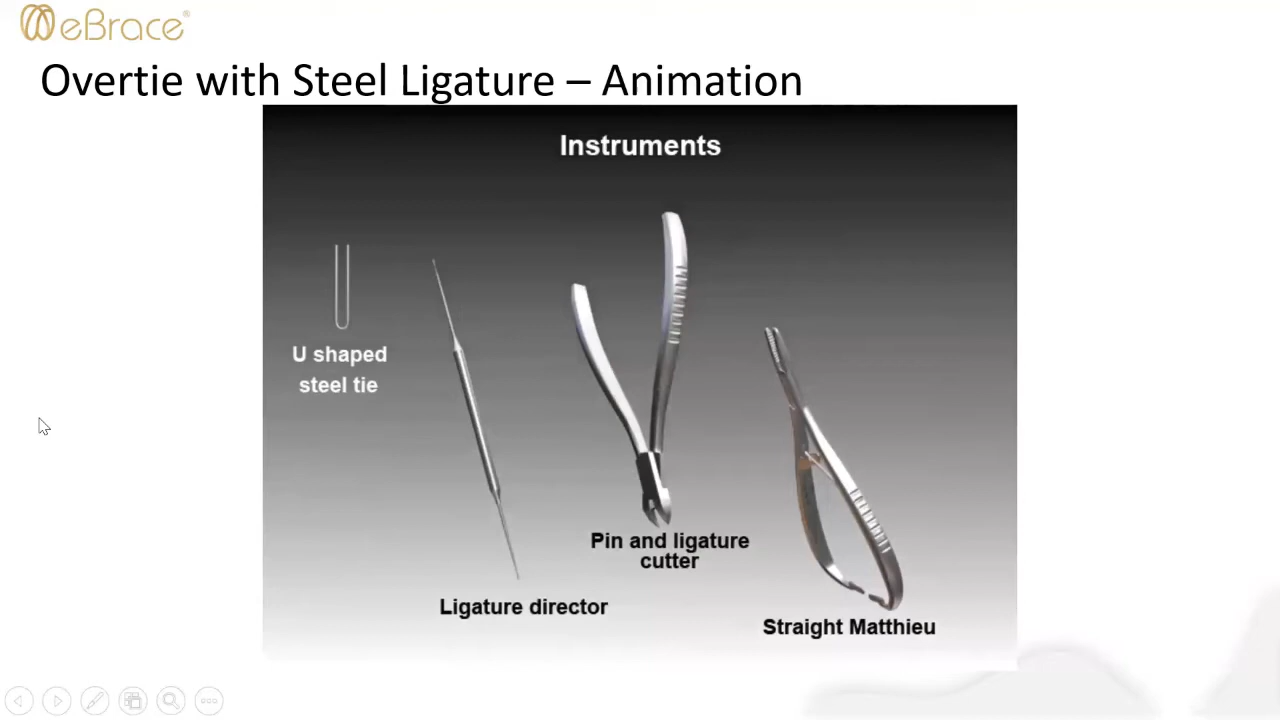 eBrace®
Overtie with Steel Ligature – Animation
Instruments
U shaped
steel tie
Pin and ligature
cutter
Ligature director
Straight Matthieu